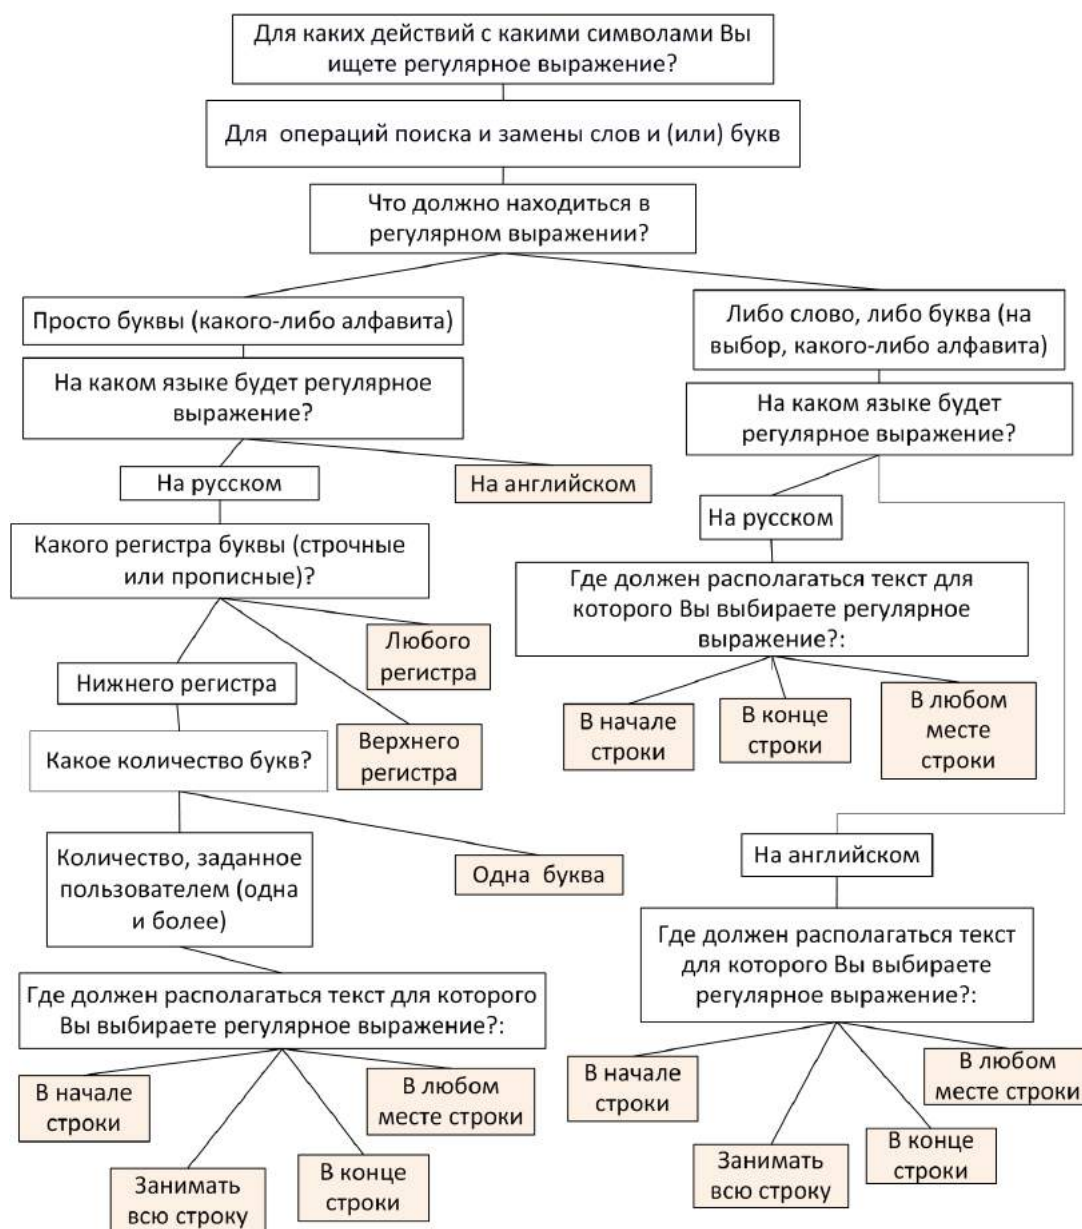 Для каких действий с какими символами Вы
ищете регулярное выражение?
Для операций поиска и замены слов и (или) букв
Что должно находиться в
регулярном выражении?
Просто буквы (какого-либо алфавита)
На каком языке будет регулярное
выражение?
На русском
На английском
Какого регистра буквы (строчные
или прописные)?
Любого
регистра
Нижнего регистра
Верхнего
регистра
Какое количество букв?
Количество, заданное
пользователем (одна
и более)
Одна буква
Где должен располагаться текст для которого
Вы выбираете регулярное выражение?:
В начале
строки
Занимать
всю строку
В конце
строки
В любом
месте строки
Либо слово, либо буква (на
выбор, какого-либо алфавита)
На каком языке будет
регулярное выражение?
На русском
Где должен располагаться текст для
которого Вы выбираете регулярное
выражение?:
В начале
строки
В конце
строки
В любом
месте
строки
На английском
Где должен располагаться текст
для которого Вы выбираете
регулярное выражение?:
В начале
строки
Занимать
всю строку
В конце
строки
В любом
месте строки